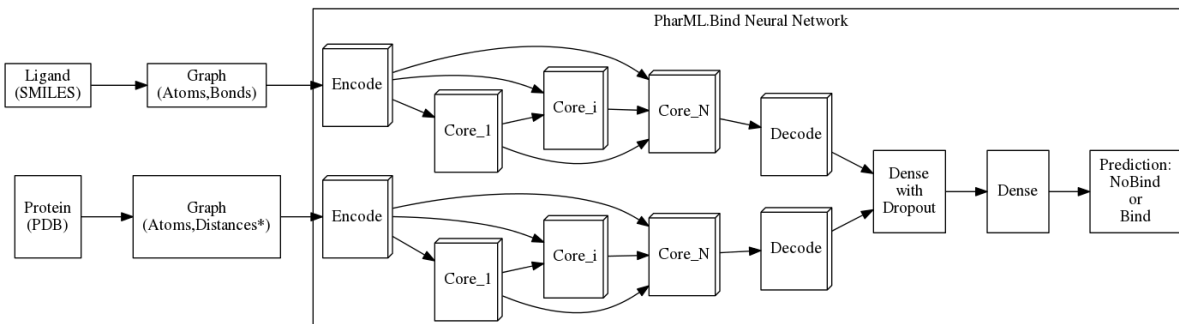 PharML.Bind Neural Network
Ligand
(SMILES)
Graph
(Atoms,Bonds)
Encode
Core_1
Core_i
Core_N
Decode
Protein
(PDB)
Graph
(Atoms,Distances*)
Encode
Core_1
Core_i
Core_N
Decode
Dense
with
Dropout
Dense
Prediction:
NoBind
or
Bind